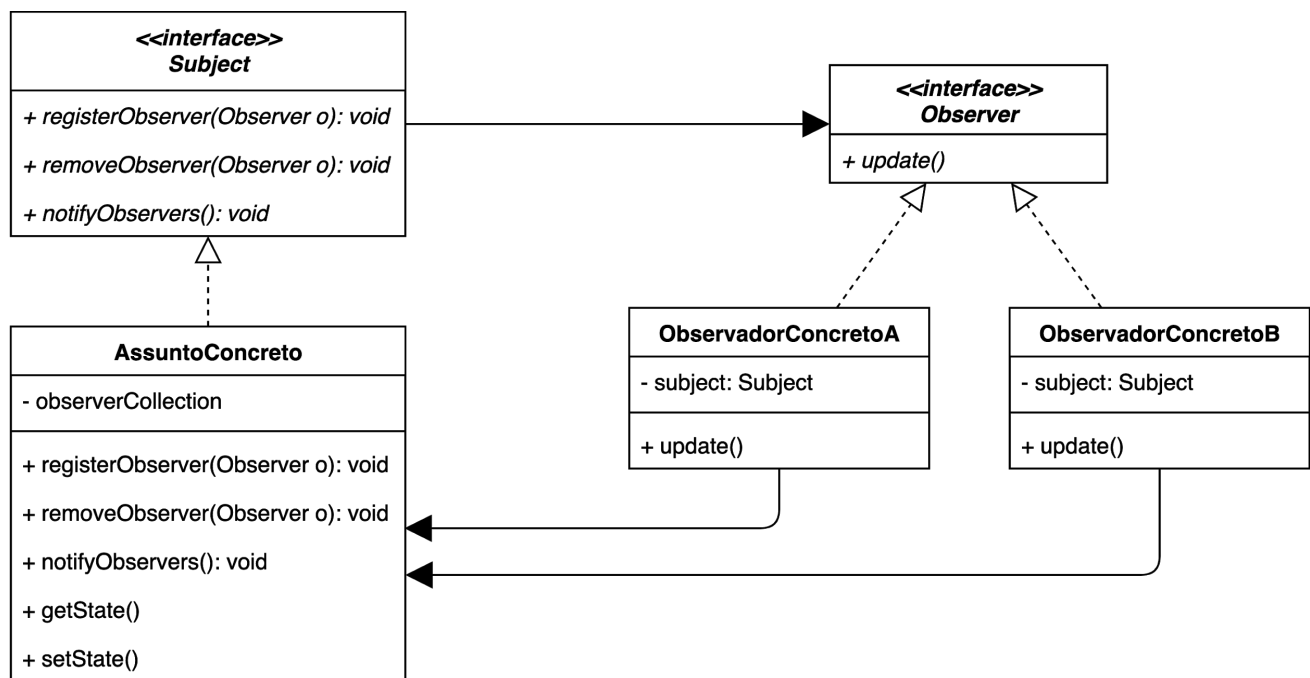 <<interface>>
Subject
+ registerObserver(Observer o): void
+ removeObserver(Observer o): void
+ notifyObservers(): void
<<interface>>
Observer
+ update()
AssuntoConcreto
- observerCollection
+ registerObserver(Observer o): void
+ removeObserver(Observer o): void
+ notifyObservers(): void
+ getState()
+ setState()
ObservadorConcretoA
- subject: Subject
+ update()
ObservadorConcretoB
- subject: Subject
+ update()